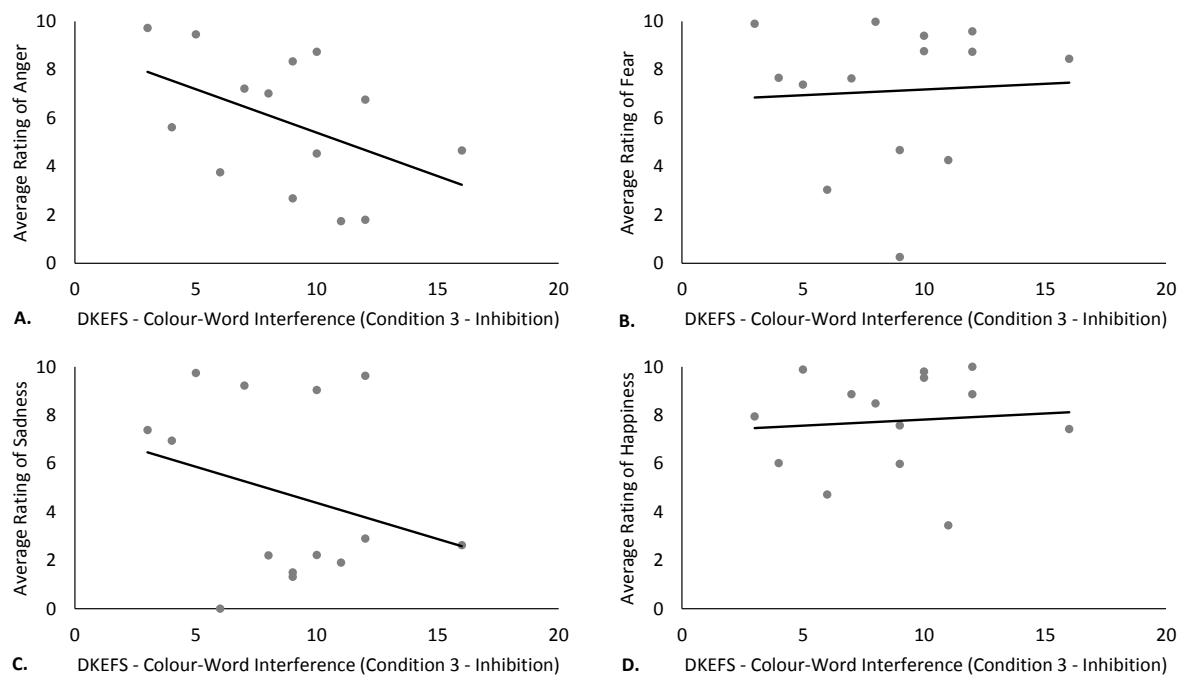 Average Rating of Anger
10
8
6
4
2
0
0 5 10 15 20
A. DKEFS - Colour-Word Interference (Condition 3 - Inhibition)
Average Rating of Fear
10
8
6
4
2
0
0 5 10 15 20
B. DKEFS - Colour-Word Interference (Condition 3 - Inhibition)
Average Rating of Sadness
10
8
6
4
2
0
0 5 10 15 20
C. DKEFS - Colour-Word Interference (Condition 3 - Inhibition)
Average Rating of Happiness
10
8
6
4
2
0
0 5 10 15 20
D. DKEFS - Colour-Word Interference (Condition 3 - Inhibition)